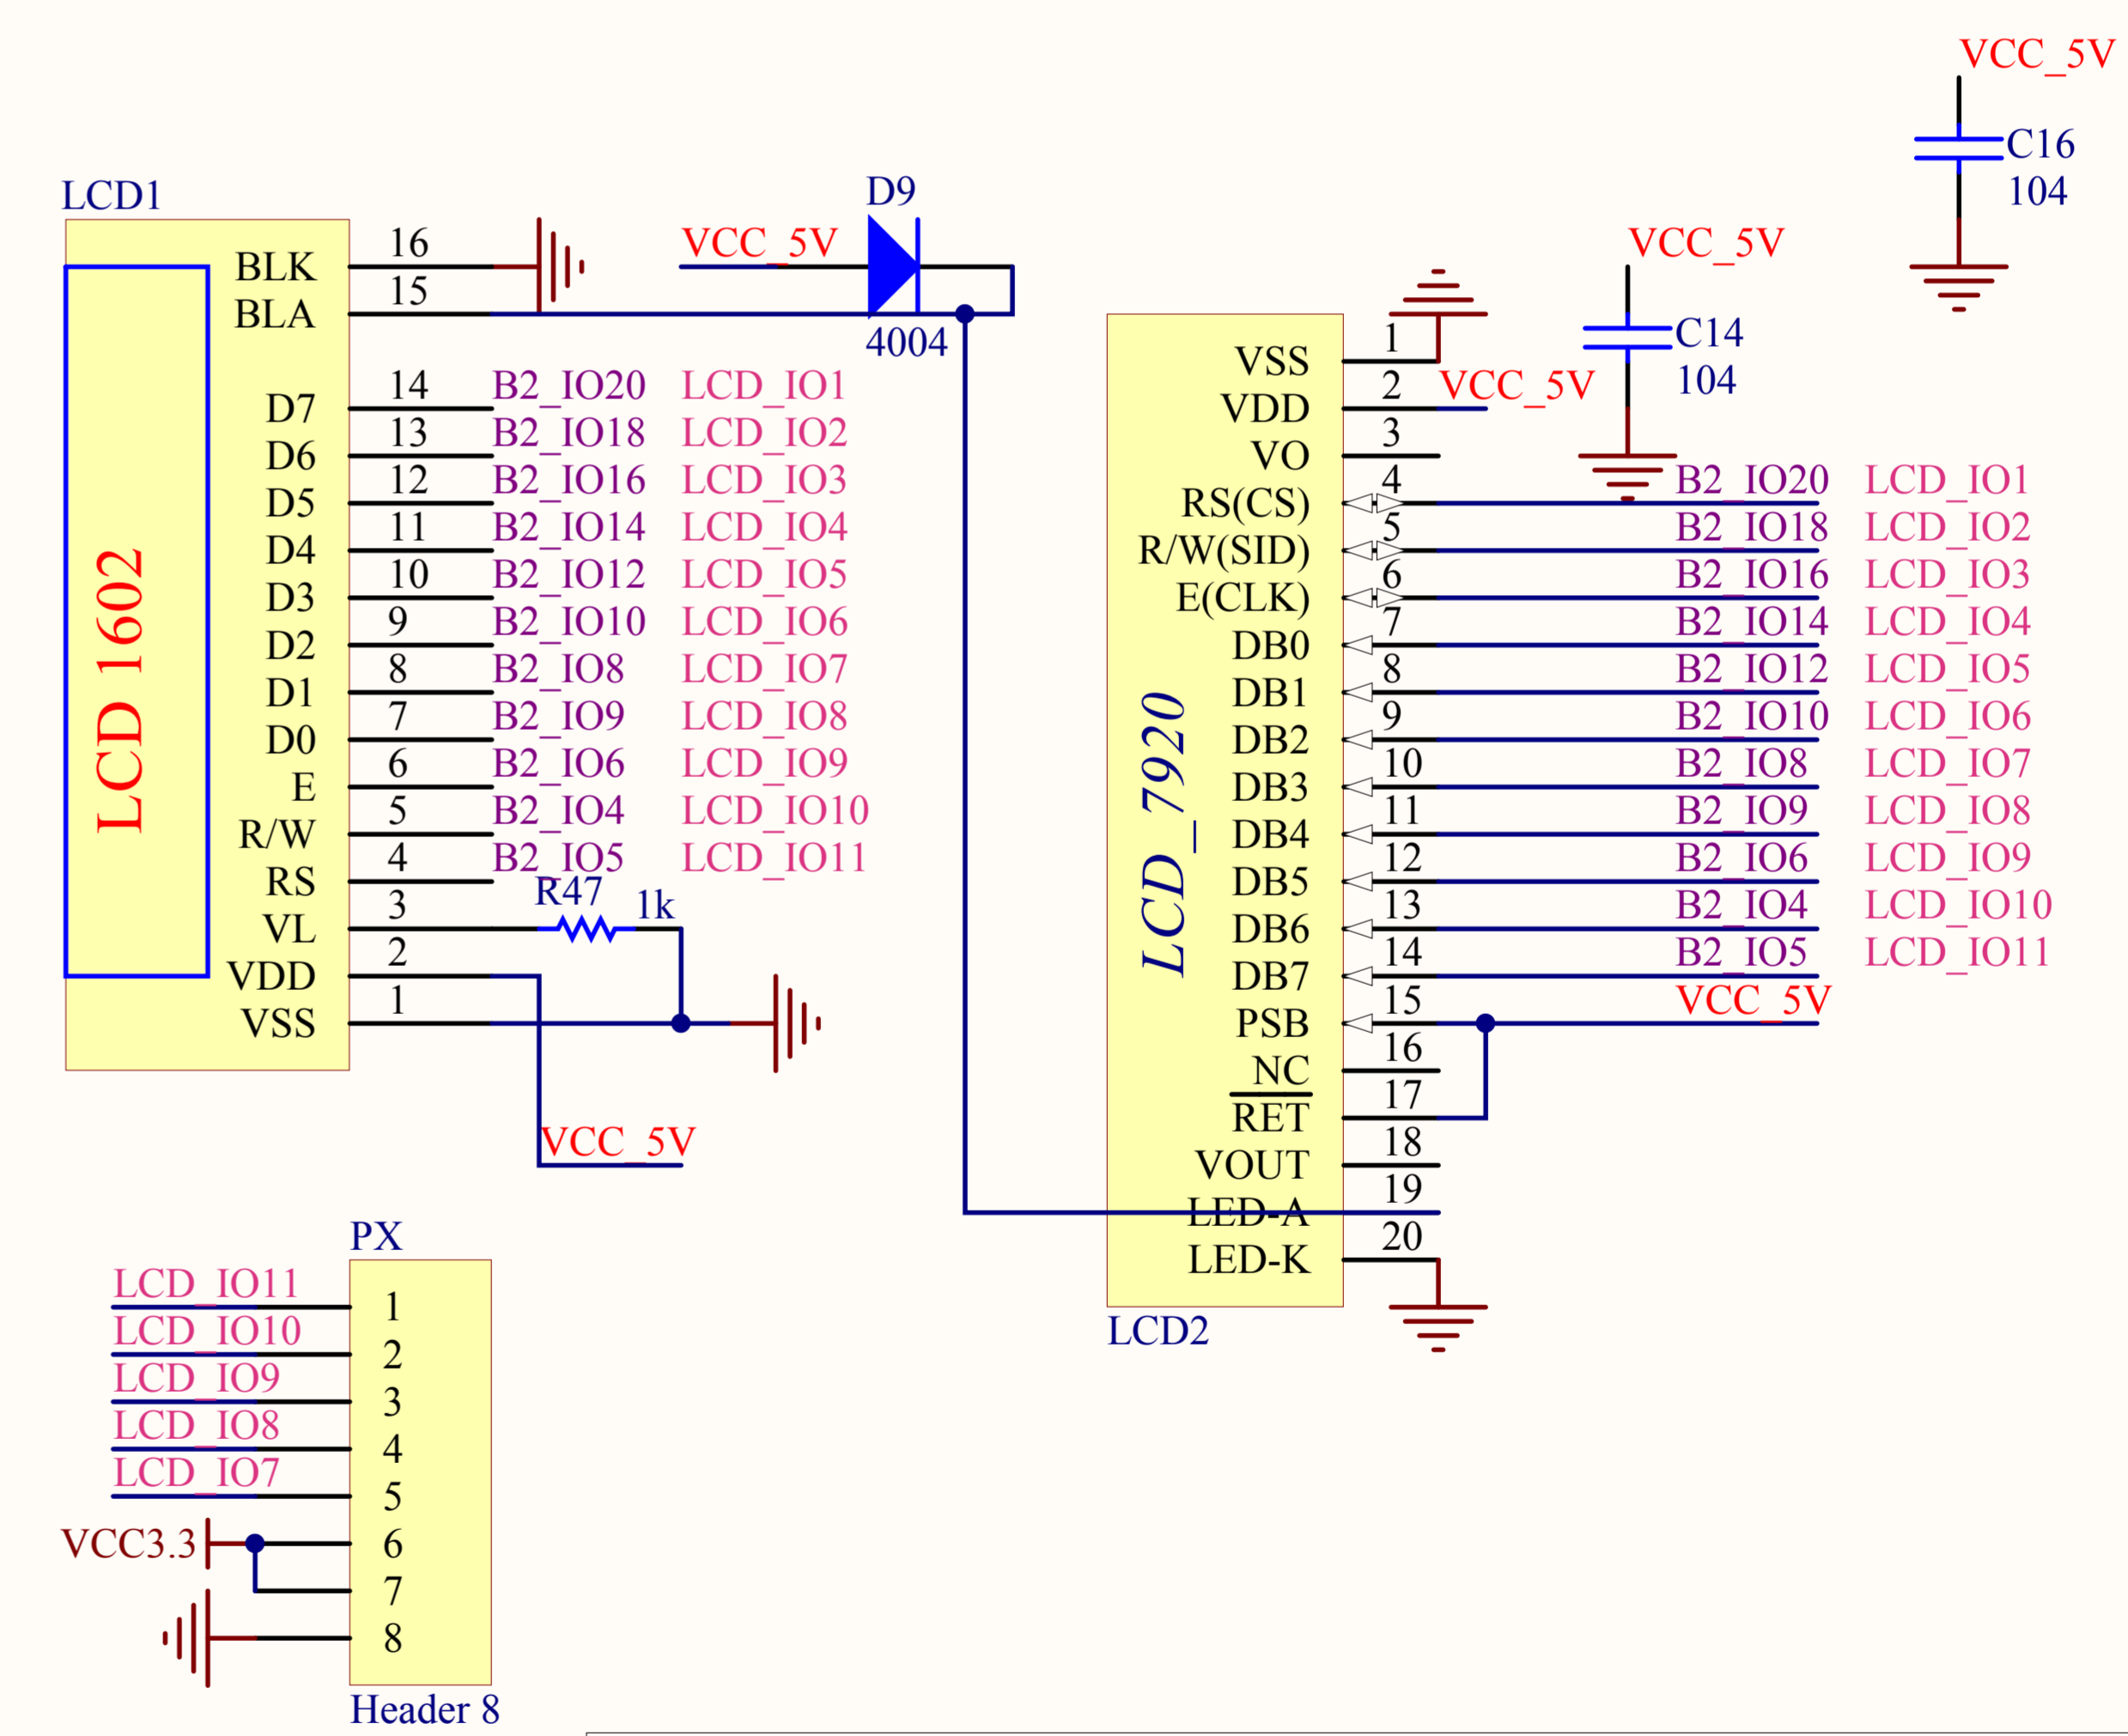 VCC_5V
C16
104
LCD1
D9
VCC_5V
4004
VCC_5V
C14
104
LCD 1602
BLK 16
BLA 15
D7 14 B2_IO20 LCD_IO1
D6 13 B2_IO18 LCD_IO2
D5 12 B2_IO16 LCD_IO3
D4 11 B2_IO14 LCD_IO4
D3 10 B2_IO12 LCD_IO5
D2 9 B2_IO10 LCD_IO6
D1 8 B2_IO8 LCD_IO7
D0 7 B2_IO9 LCD_IO8
E 6 B2_IO6 LCD_IO9
R/W 5 B2_IO4 LCD_IO10
RS 4 B2_IO5 LCD_IO11
VL 3 R47 1k
VDD 2
VSS 1
VCC_5V
LCD_7920
VSS 1
VDD 2 VCC_5V
VO 3
RS(CS) 4 B2_IO20 LCD_IO1
R/W(SID) 5 B2_IO18 LCD_IO2
E(CLK) 6 B2_IO16 LCD_IO3
DB0 7 B2_IO14 LCD_IO4
DB1 8 B2_IO12 LCD_IO5
DB2 9 B2_IO10 LCD_IO6
DB3 10 B2_IO8 LCD_IO7
DB4 11 B2_IO9 LCD_IO8
DB5 12 B2_IO6 LCD_IO9
DB6 13 B2_IO4 LCD_IO10
DB7 14 B2_IO5 LCD_IO11
PSB 15 VCC_5V
NC 16
RET 17
VOUT 18
LED-A 19
LED-K 20
LCD2
PX
LCD_IO11 1
LCD_IO10 2
LCD_IO9 3
LCD_IO8 4
LCD_IO7 5
VCC3.3 6
7
8
Header 8